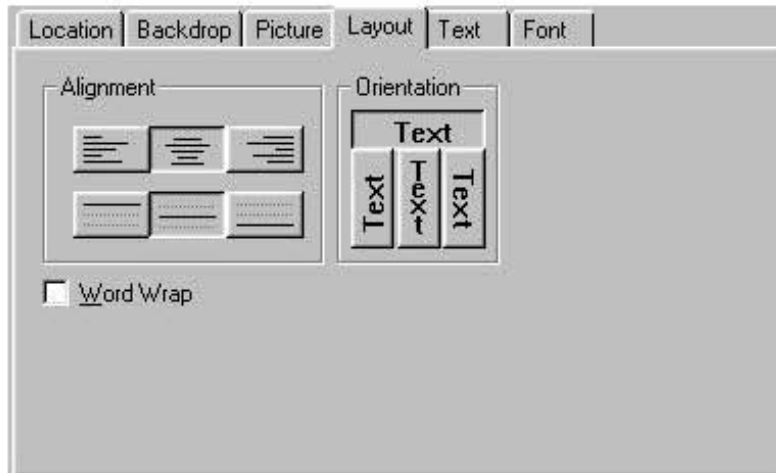 Location Backdrop Picture Layout Text Font
Alignment Orientation
Text
Text Text Text
Word Wrap